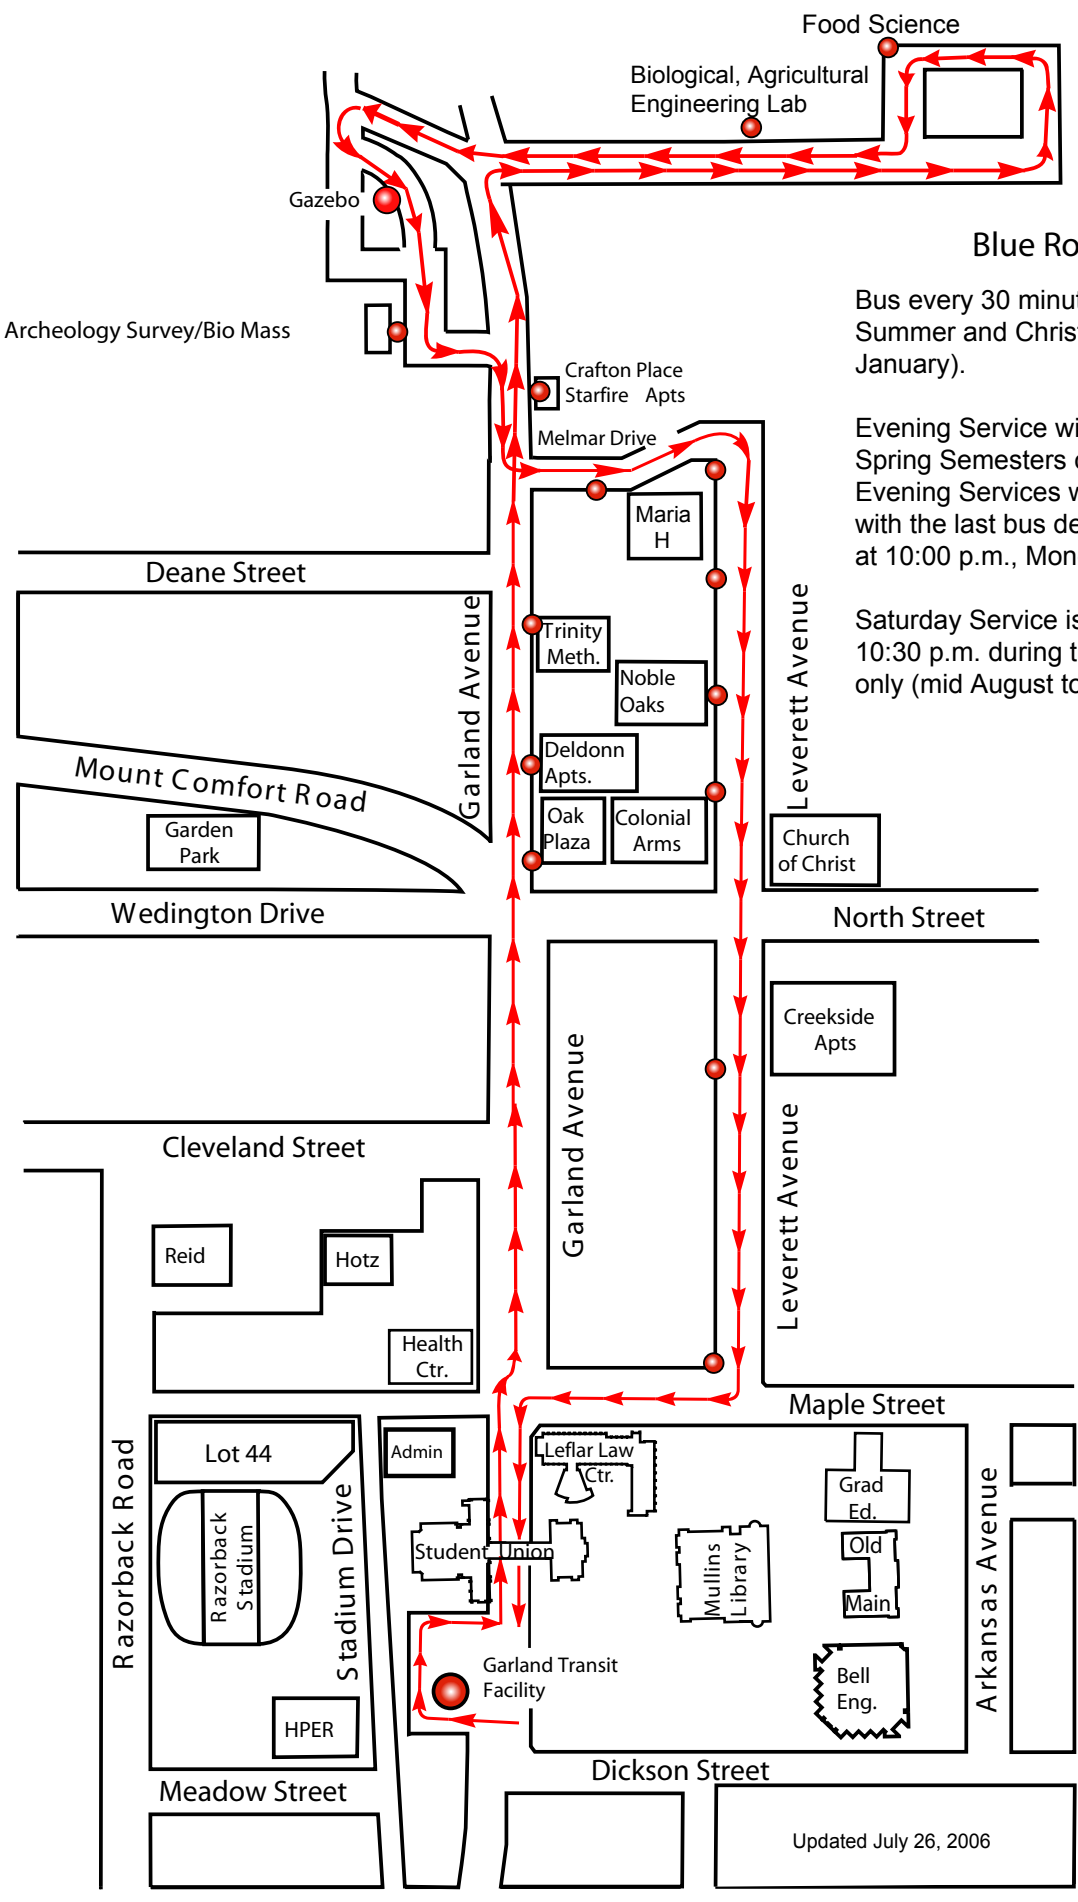 Food Science
Biological, Agricultural
Engineering Lab
Gazebo
Blue Ro
Archeology Survey/Bio Mass
Bus every 30 minut
Summer and Christ
January).
Crafton Place
Starfire Apts
Melmar Drive
Evening Service wi
Spring Semesters o
Evening Services w
with the last bus de
at 10:00 p.m., Mon
Maria
H
Deane Street
Garland Avenue
Trinity
Meth.
Noble
Oaks
Leverett Avenue
Saturday Service is
10:30 p.m. during t
only (mid August to
Mount Comfort Road
Deldonn
Apts.
Oak
Plaza
Colonial
Arms
Garden
Park
Church
of Christ
Wedington Drive
North Street
Creekside
Apts
Garland Avenue
Leverett Avenue
Cleveland Street
Reid
Hotz
Health
Ctr.
Maple Street
Razorback Road
Lot 44
Stadium Drive
Admin
Leflar Law
Ctr.
Grad
Ed.
Razorback
Stadium
Student Union
Mullins
Library
Old
Main
Arkansas Avenue
Garland Transit
Facility
Bell
Eng.
HPER
Dickson Street
Meadow Street
Updated July 26, 2006